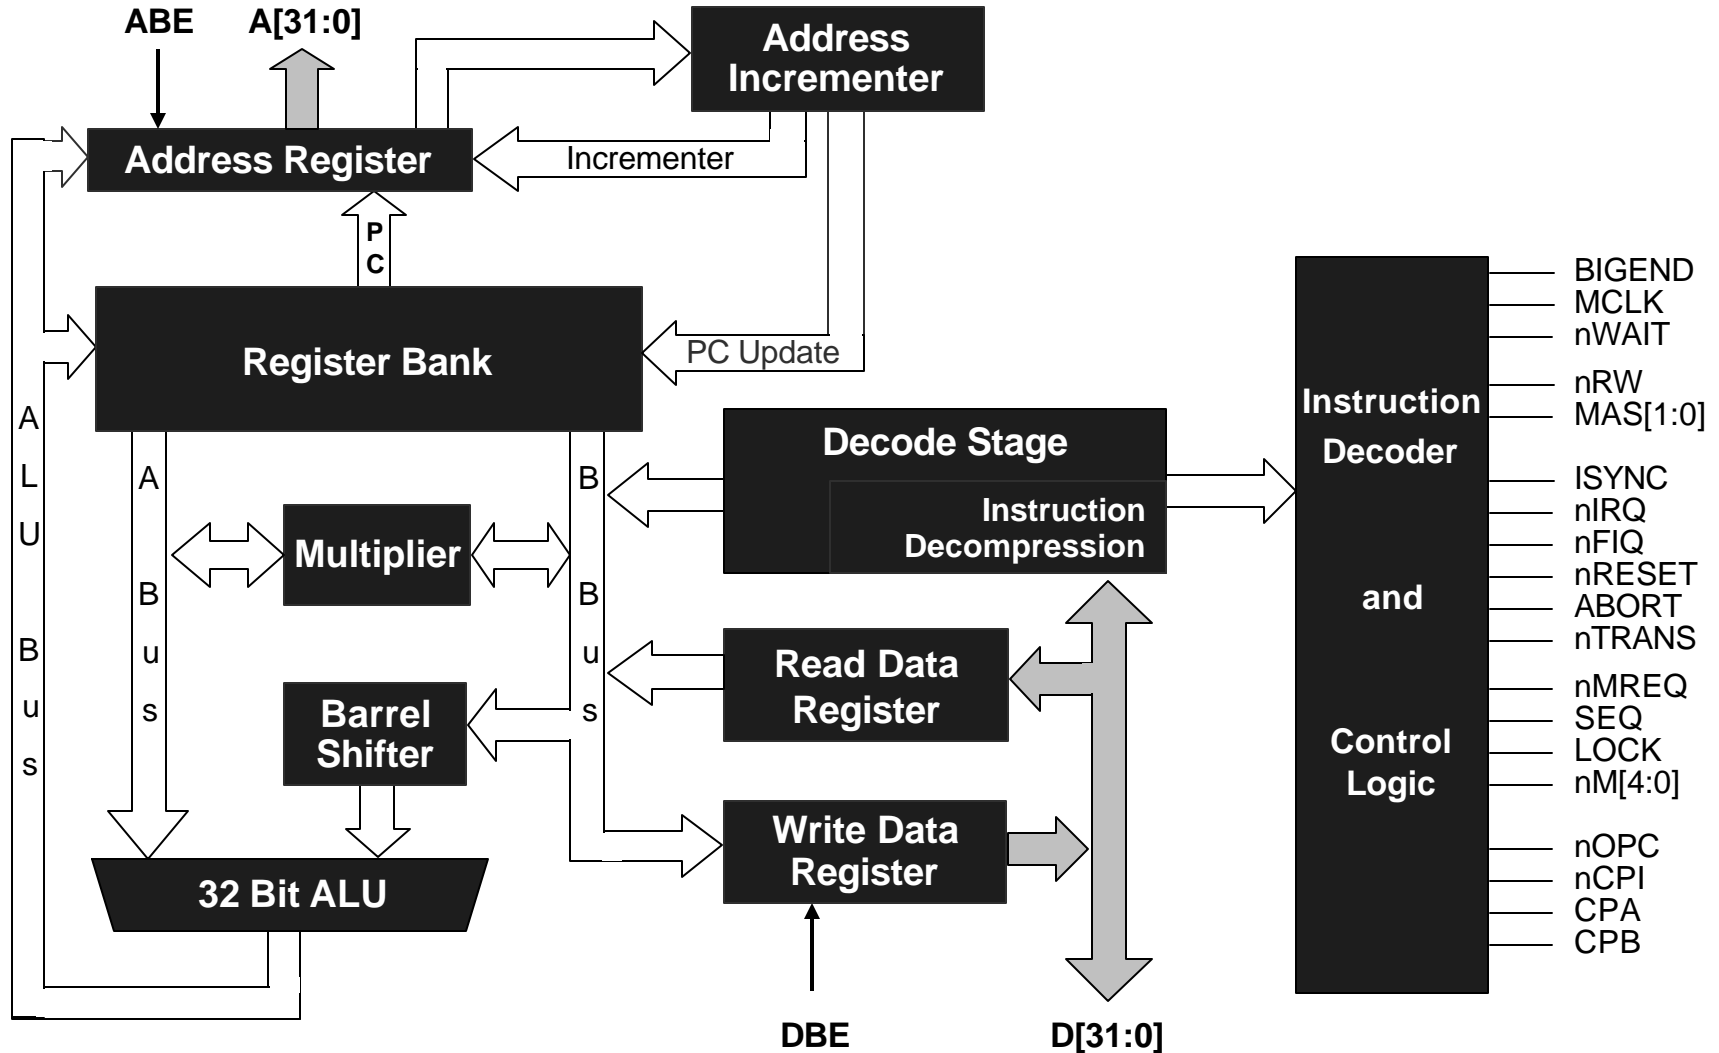 ABE
A[31:0]
Address
Incrementer
Address Register
Incrementer
P
C
Register Bank
PC Update
A
L
U
B
u
s
A
B
u
s
B
B
u
s
Multiplier
Barrel
Shifter
32 Bit ALU
Decode Stage
Instruction
Decompression
Read Data
Register
Write Data
Register
DBE
D[31:0]
Instruction
Decoder
and
Control
Logic
BIGEND
MCLK
nWAIT
nRW
MAS[1:0]
ISYNC
nIRQ
nFIQ
nRESET
ABORT
nTRANS
nMREQ
SEQ
LOCK
nM[4:0]
nOPC
nCPI
CPA
CPB